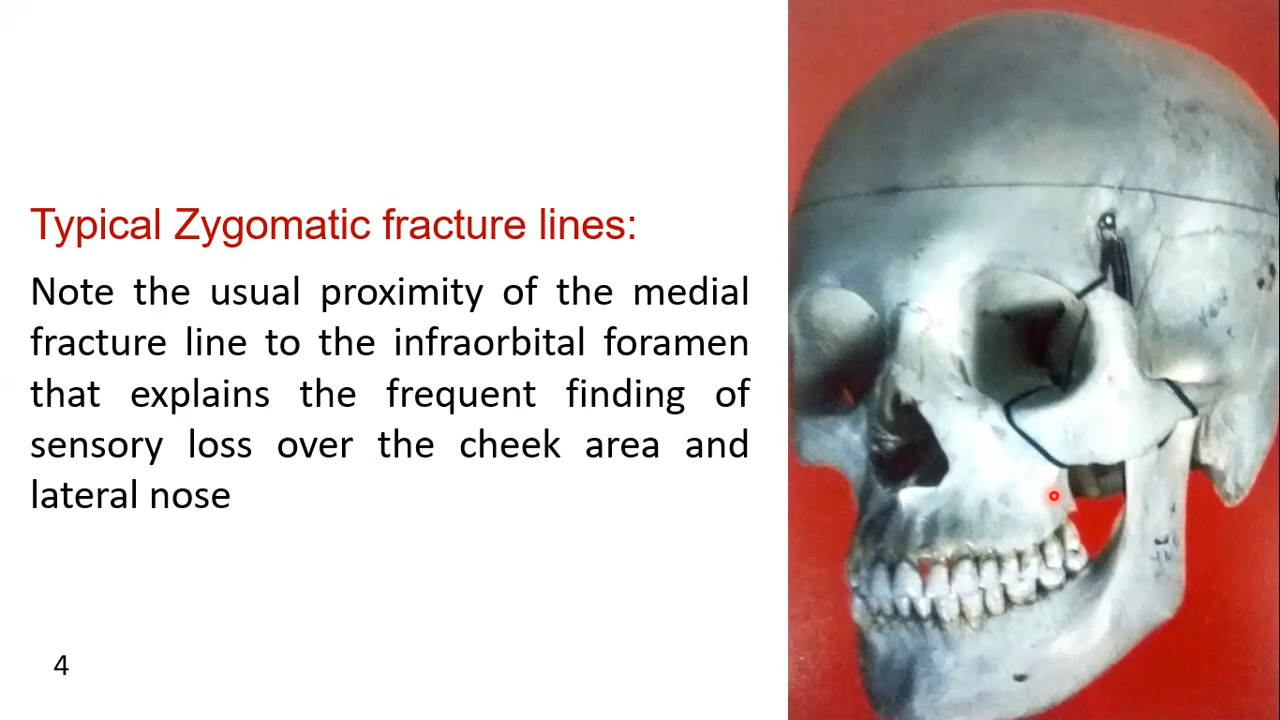 Typical Zygomatic fracture lines:
Note the usual proximity of the medial
fracture line to the infraorbital foramen
that explains the frequent finding of
sensory loss over the cheek area and
lateral nose
4